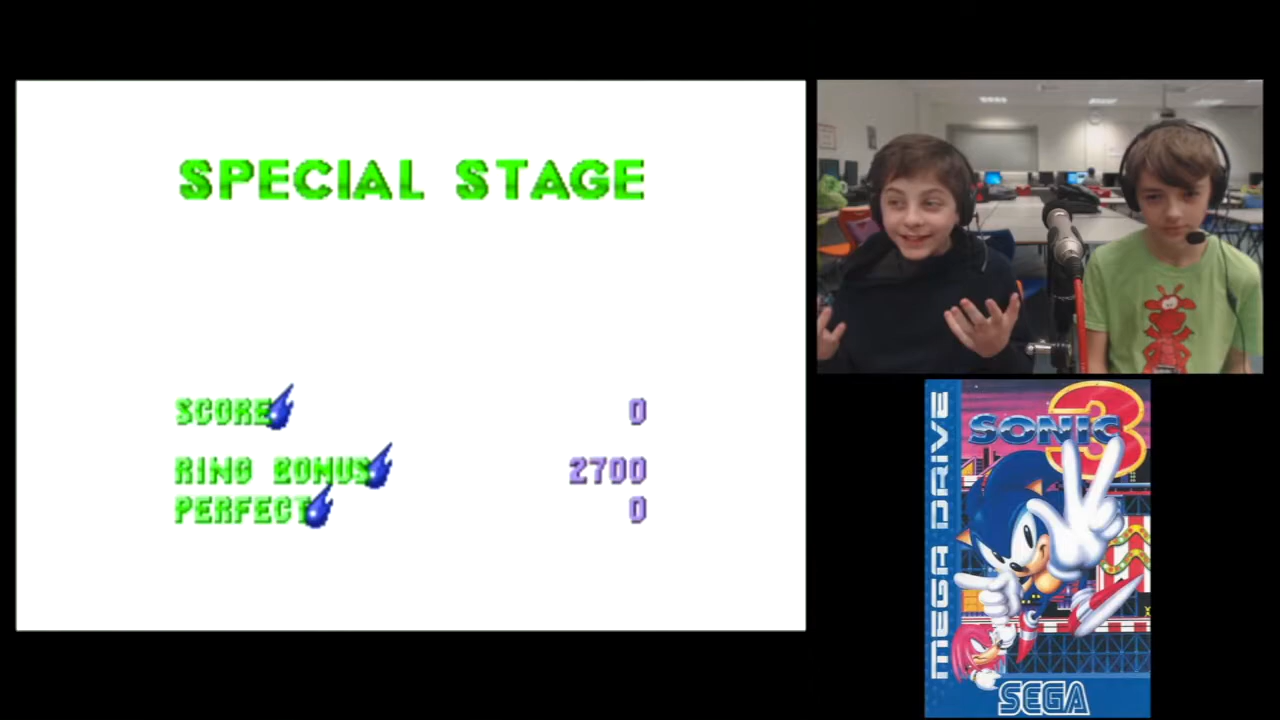 SPECIAL STAGE
SCORE 0
RING BONUS 2700
PERFECT 0
MEGA DRIVE
SONIC
3
SEGA